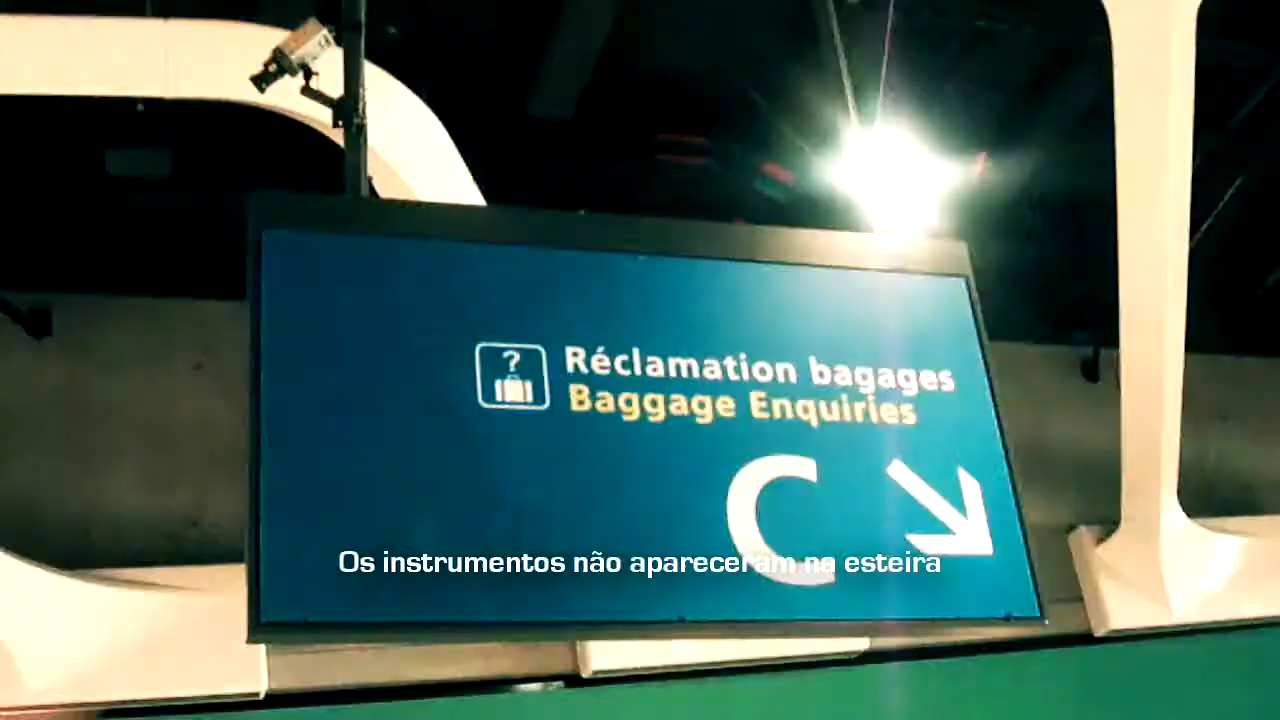 ?
Réclamation bagages
Baggage Enquiries
C
Os instrumentos não apareceram na esteira